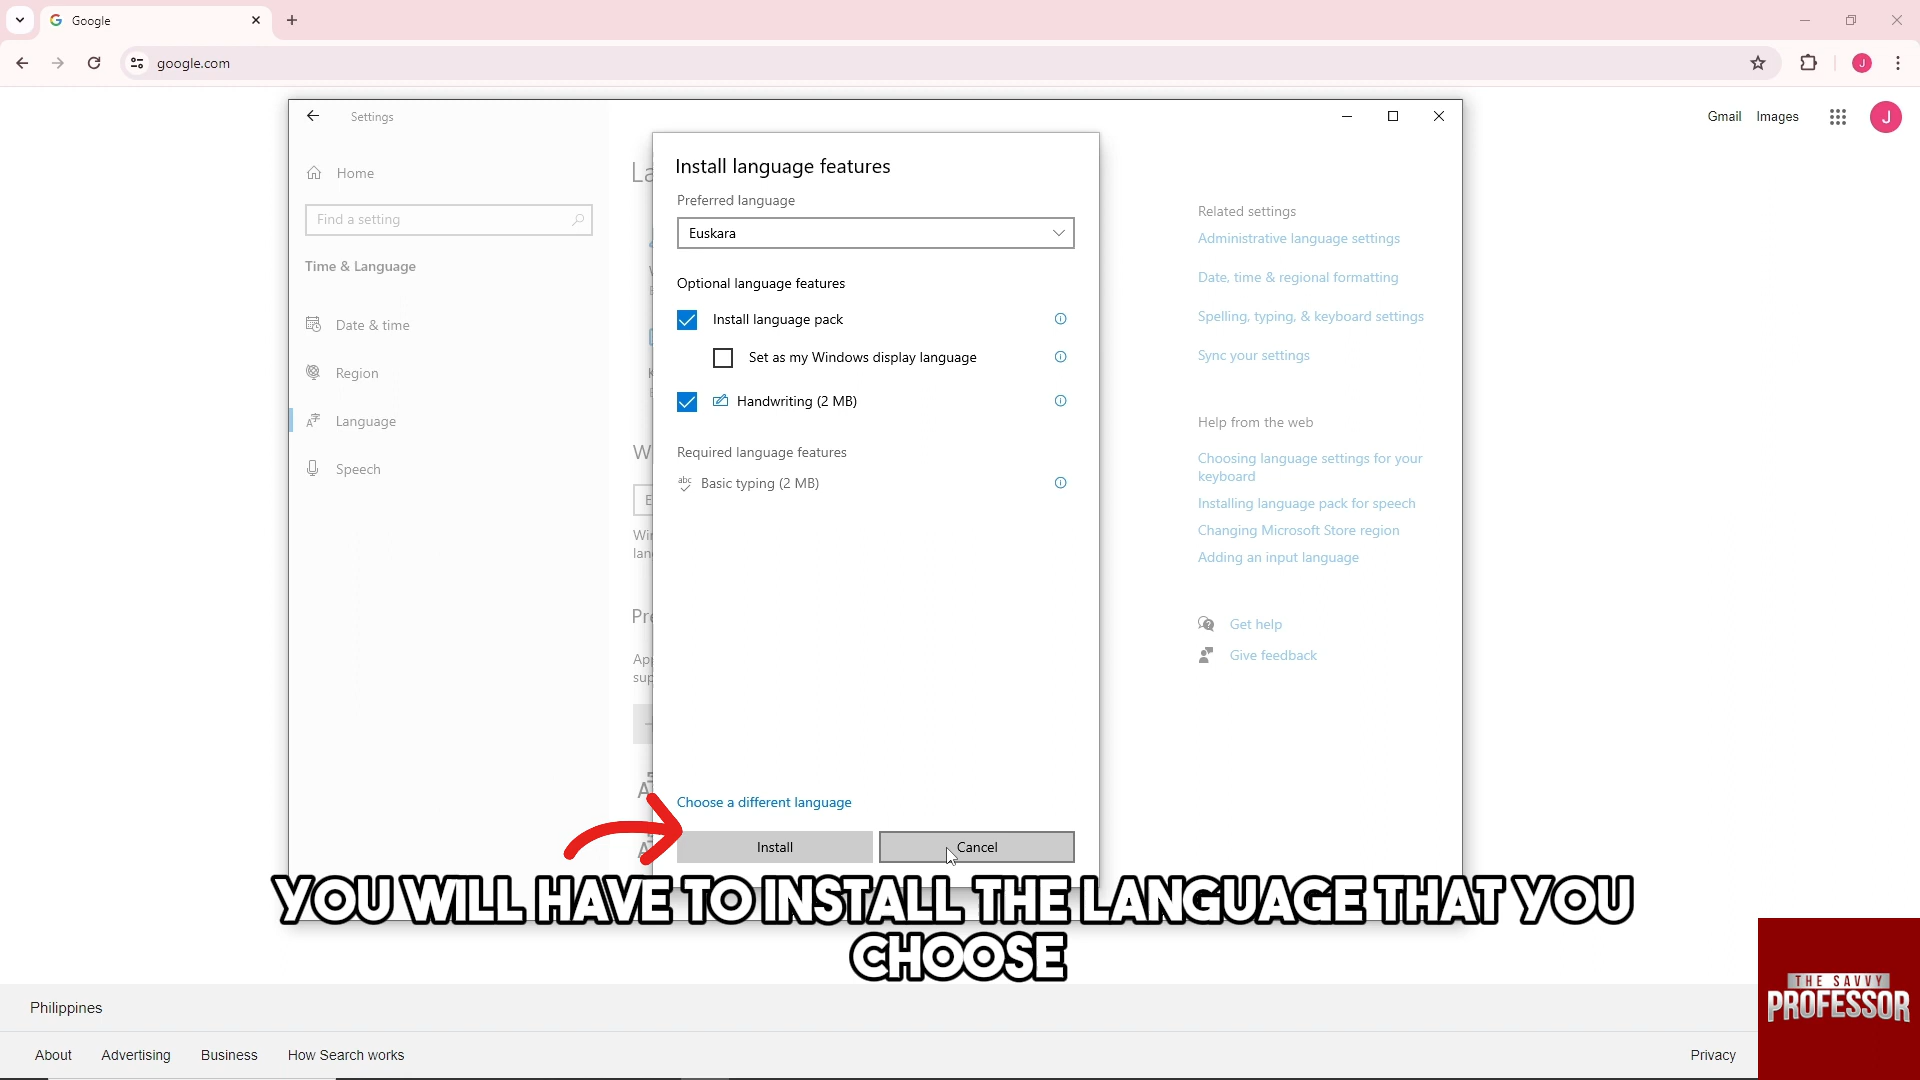 Google
google.com
J
Gmail Images
J
Settings
Home
Find a setting
Time & Language
Date & time
Region
Language
Speech
Install language features
Preferred language
Euskara
Optional language features
Install language pack
Set as my Windows display language
Handwriting (2 MB)
Required language features
abc
Basic typing (2 MB)
Choose a different language
Install Cancel
Related settings
Administrative language settings
Date, time & regional formatting
Spelling, typing, & keyboard settings
Sync your settings
Help from the web
Choosing language settings for your
keyboard
Installing language pack for speech
Changing Microsoft Store region
Adding an input language
Get help
Give feedback
YOU WILL HAVE TO INSTALL THE LANGUAGE THAT YOU
CHOOSE
THE SAVVY
PROFESSOR
Philippines
About Advertising Business How Search works
Privacy